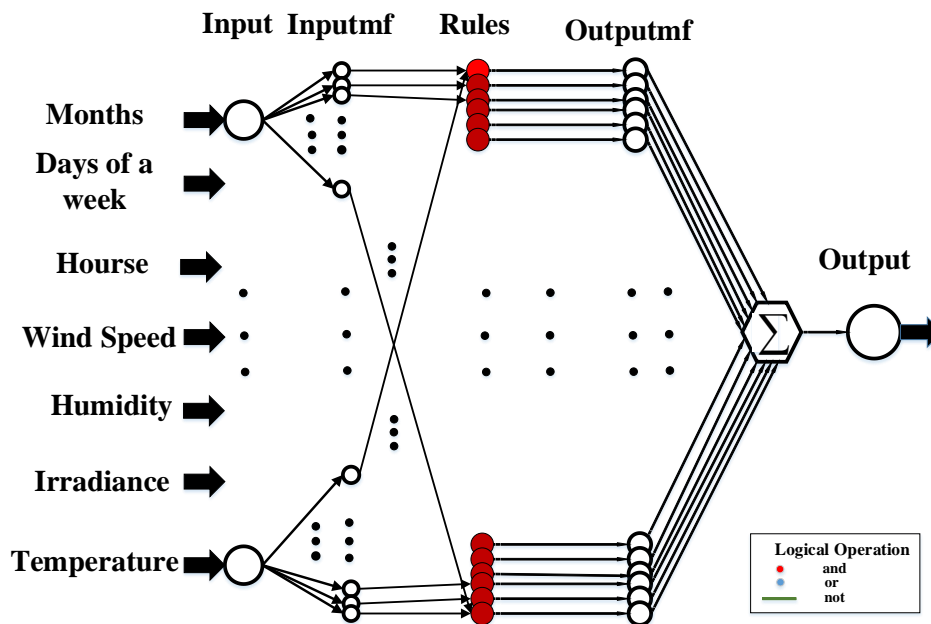 Input Inputmf Rules Outputmf
Months
Days of a
week
Hourse
Wind Speed
Humidity
Irradiance
Temperature
Output
Σ
Logical Operation
and
or
not